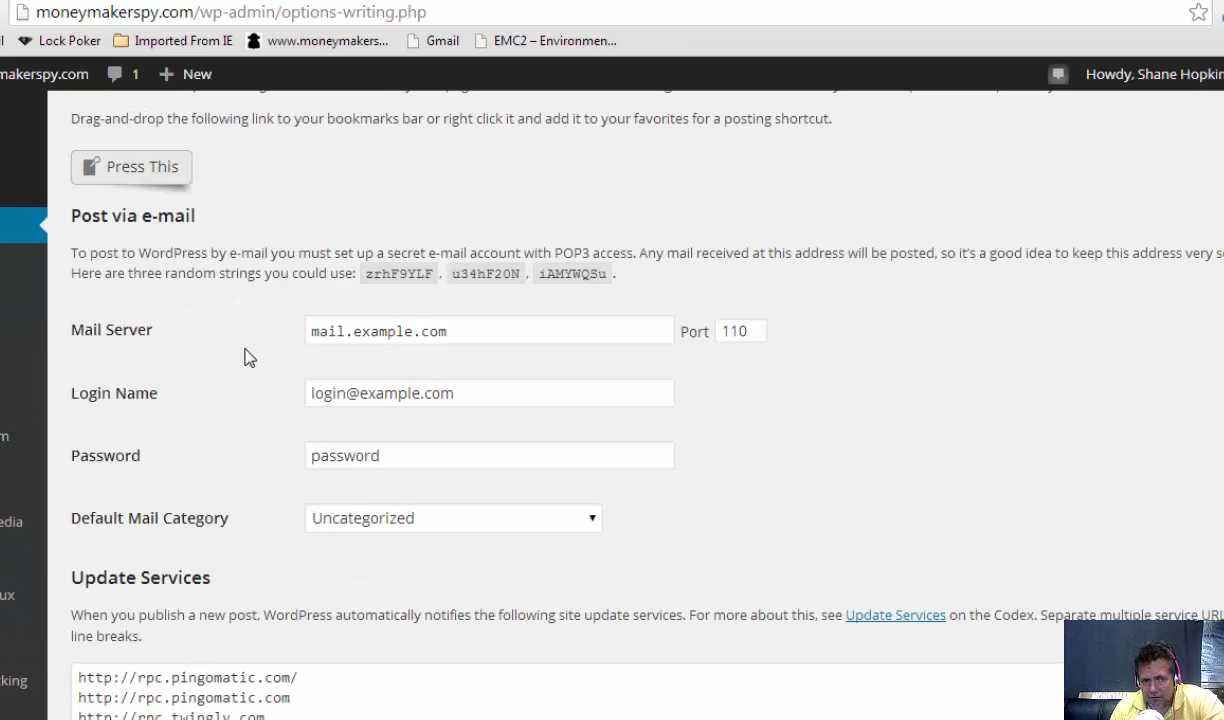 moneymakerspy.com/wp-admin/options-writing.php
Lock Poker Imported From IE www.moneymakers... Gmail EMC2 – Environmen...
makerspy.com 1 New Howdy, Shane Hopkin
Drag-and-drop the following link to your bookmarks bar or right click it and add it to your favorites for a posting shortcut.
Press This
Post via e-mail
To post to WordPress by e-mail you must set up a secret e-mail account with POP3 access. Any mail received at this address will be posted, so it's a good idea to keep this address very se
Here are three random strings you could use: zrhF9YLF , u34hF20N , iAMYWQSu .
Mail Server mail.example.com Port 110
Login Name login@example.com
m
Password password
Default Mail Category Uncategorized
edia
Update Services
ux
When you publish a new post, WordPress automatically notifies the following site update services. For more about this, see Update Services on the Codex. Separate multiple service URL
line breaks.
http://rpc.pingomatic.com/
cking
http://rpc.pingomatic.com
http://rpc.twingly.com